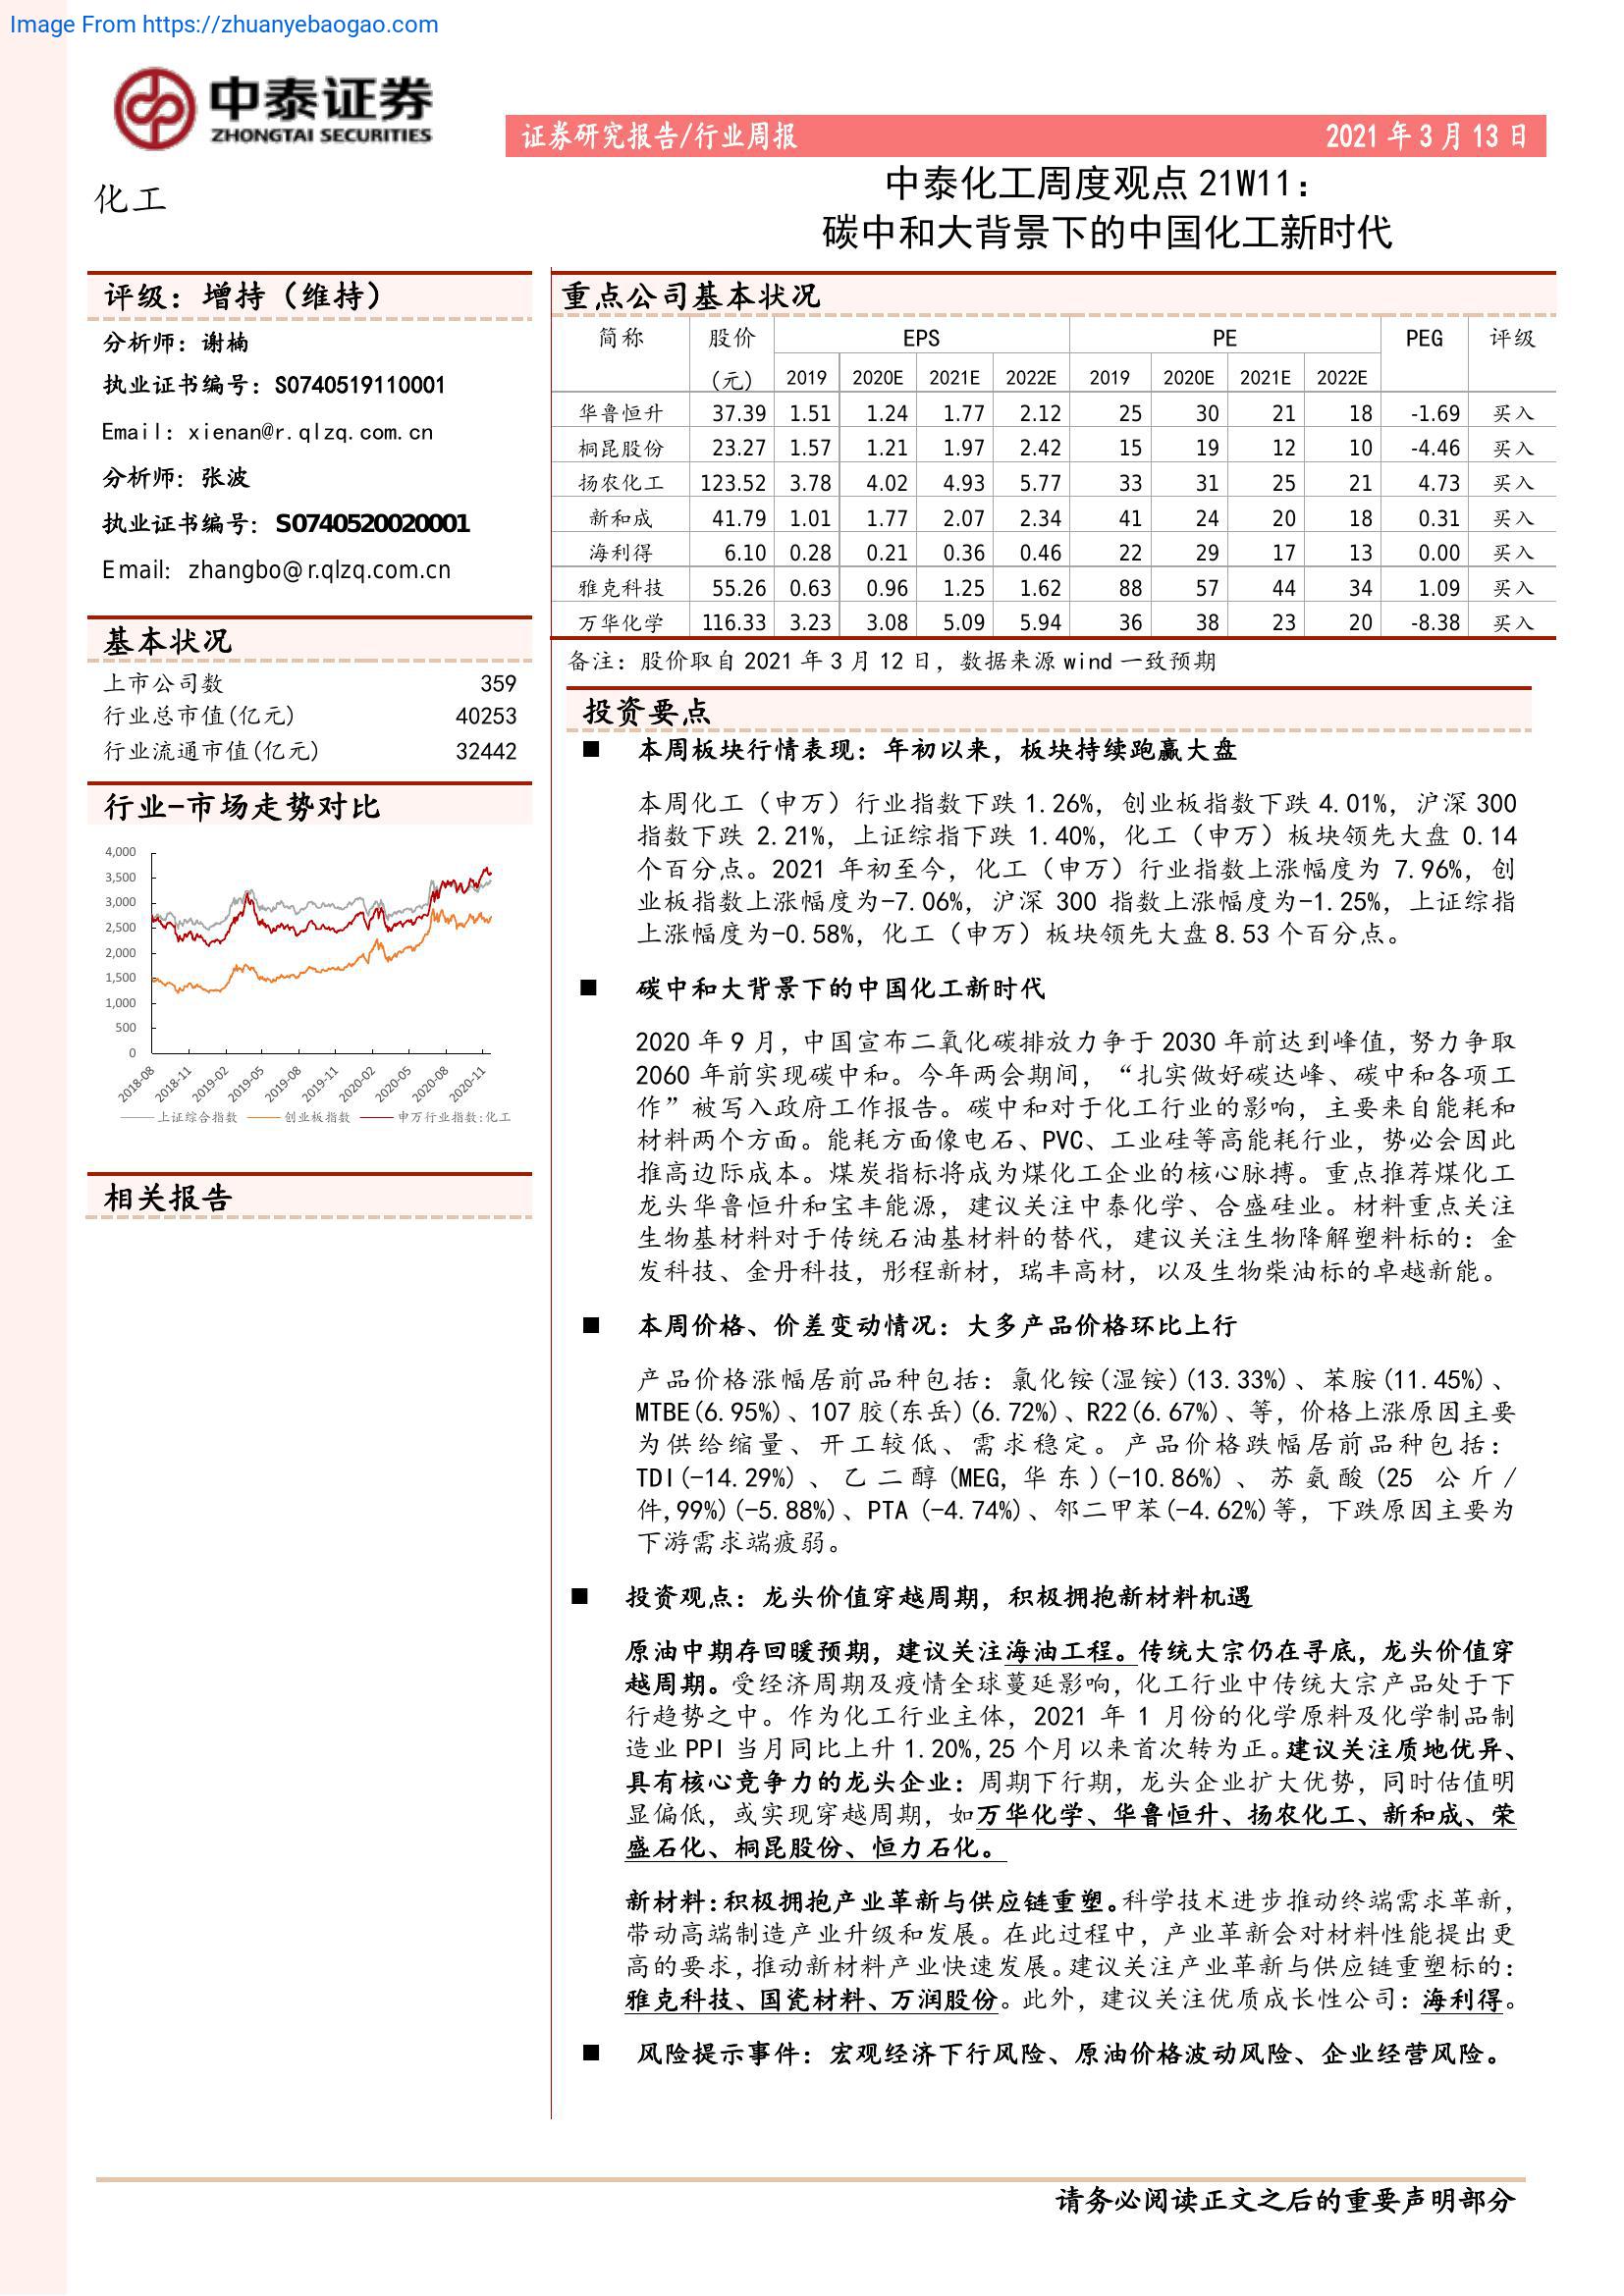 Image From https://zhuanyebaogao.com
中泰证券
ZHONGTAI SECURITIES
证券研究报告/行业周报 2021 年 3 月 13 日
化工
中泰化工周度观点 21W11：
碳中和大背景下的中国化工新时代
评级：增持（维持）
分析师：谢楠
执业证书编号：S0740519110001
Email：xienan@r.qlzq.com.cn
分析师：张波
执业证书编号：S0740520020001
Email：zhangbo@r.qlzq.com.cn
基本状况
上市公司数 359
行业总市值(亿元) 40253
行业流通市值(亿元) 32442
行业-市场走势对比
4,000
3,500
3,000
2,500
2,000
1,500
1,000
500
0
2018-08 2018-11 2019-02 2019-05 2019-08 2019-11 2020-02 2020-05 2020-08 2020-11
上证综合指数 创业板指数 申万行业指数:化工
相关报告
重点公司基本状况
简称 股价 EPS PE PEG 评级
(元) 2019 2020E 2021E 2022E 2019 2020E 2021E 2022E
华鲁恒升 37.39 1.51 1.24 1.77 2.12 25 30 21 18 -1.69 买入
桐昆股份 23.27 1.57 1.21 1.97 2.42 15 19 12 10 -4.46 买入
扬农化工 123.52 3.78 4.02 4.93 5.77 33 31 25 21 4.73 买入
新和成 41.79 1.01 1.77 2.07 2.34 41 24 20 18 0.31 买入
海利得 6.10 0.28 0.21 0.36 0.46 22 29 17 13 0.00 买入
雅克科技 55.26 0.63 0.96 1.25 1.62 88 57 44 34 1.09 买入
万华化学 116.33 3.23 3.08 5.09 5.94 36 38 23 20 -8.38 买入
备注：股价取自 2021 年 3 月 12 日，数据来源 wind 一致预期
投资要点
■ 本周板块行情表现：年初以来，板块持续跑赢大盘
本周化工（申万）行业指数下跌 1.26%，创业板指数下跌 4.01%，沪深 300
指数下跌 2.21%，上证综指下跌 1.40%，化工（申万）板块领先大盘 0.14
个百分点。2021 年初至今，化工（申万）行业指数上涨幅度为 7.96%，创
业板指数上涨幅度为-7.06%，沪深 300 指数上涨幅度为-1.25%，上证综指
上涨幅度为-0.58%，化工（申万）板块领先大盘 8.53 个百分点。
■ 碳中和大背景下的中国化工新时代
2020 年 9 月，中国宣布二氧化碳排放力争于 2030 年前达到峰值，努力争取
2060 年前实现碳中和。今年两会期间，“扎实做好碳达峰、碳中和各项工
作”被写入政府工作报告。碳中和对于化工行业的影响，主要来自能耗和
材料两个方面。能耗方面像电石、PVC、工业硅等高能耗行业，势必会因此
推高边际成本。煤炭指标将成为煤化工企业的核心脉搏。重点推荐煤化工
龙头华鲁恒升和宝丰能源，建议关注中泰化学、合盛硅业。材料重点关注
生物基材料对于传统石油基材料的替代，建议关注生物降解塑料标的：金
发科技、金丹科技，彤程新材，瑞丰高材，以及生物柴油标的卓越新能。
■ 本周价格、价差变动情况：大多产品价格环比上行
产品价格涨幅居前品种包括：氯化铵(湿铵)(13.33%)、苯胺(11.45%)、
MTBE(6.95%)、107 胶(东岳)(6.72%)、R22(6.67%)、等，价格上涨原因主要
为供给缩量、开工较低、需求稳定。产品价格跌幅居前品种包括：
TDI(-14.29%)、乙二醇(MEG,华东)(-10.86%)、苏氨酸(25 公斤/
件,99%)(-5.88%)、PTA (-4.74%)、邻二甲苯(-4.62%)等，下跌原因主要为
下游需求端疲弱。
■ 投资观点：龙头价值穿越周期，积极拥抱新材料机遇
原油中期存回暖预期，建议关注海油工程。传统大宗仍在寻底，龙头价值穿
越周期。受经济周期及疫情全球蔓延影响，化工行业中传统大宗产品处于下
行趋势之中。作为化工行业主体，2021 年 1 月份的化学原料及化学制品制
造业 PPI 当月同比上升 1.20%,25 个月以来首次转为正。建议关注质地优异、
具有核心竞争力的龙头企业：周期下行期，龙头企业扩大优势，同时估值明
显偏低，或实现穿越周期，如万华化学、华鲁恒升、扬农化工、新和成、荣
盛石化、桐昆股份、恒力石化。
新材料:积极拥抱产业革新与供应链重塑。科学技术进步推动终端需求革新，
带动高端制造产业升级和发展。在此过程中，产业革新会对材料性能提出更
高的要求,推动新材料产业快速发展。建议关注产业革新与供应链重塑标的：
雅克科技、国瓷材料、万润股份。此外，建议关注优质成长性公司：海利得。
■ 风险提示事件：宏观经济下行风险、原油价格波动风险、企业经营风险。
请务必阅读正文之后的重要声明部分